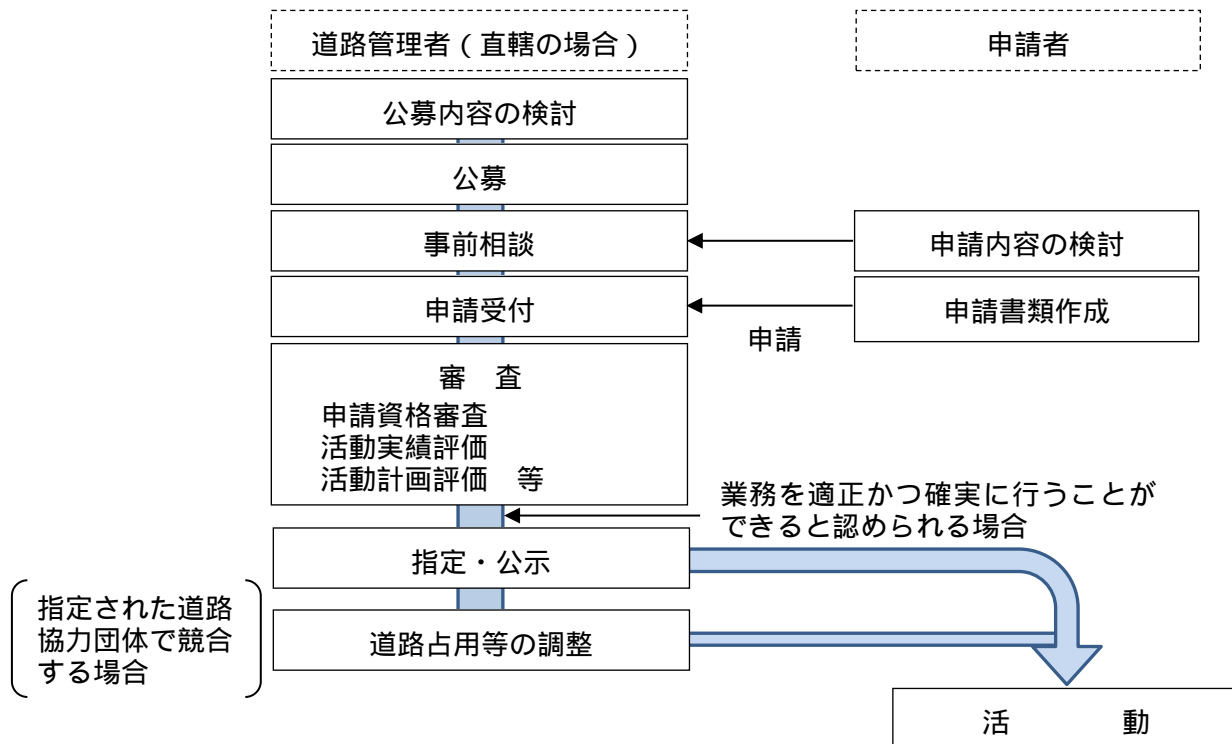 道路管理者（直轄の場合）
申請者
公募内容の検討
公募
事前相談
申請内容の検討
申請受付
申請書類作成
申請
審　査
申請資格審査
活動実績評価
活動計画評価　等
業務を適正かつ確実に行うことが
できると認められる場合
指定・公示
指定された道路
協力団体で競合
する場合
道路占用等の調整
活　　　動